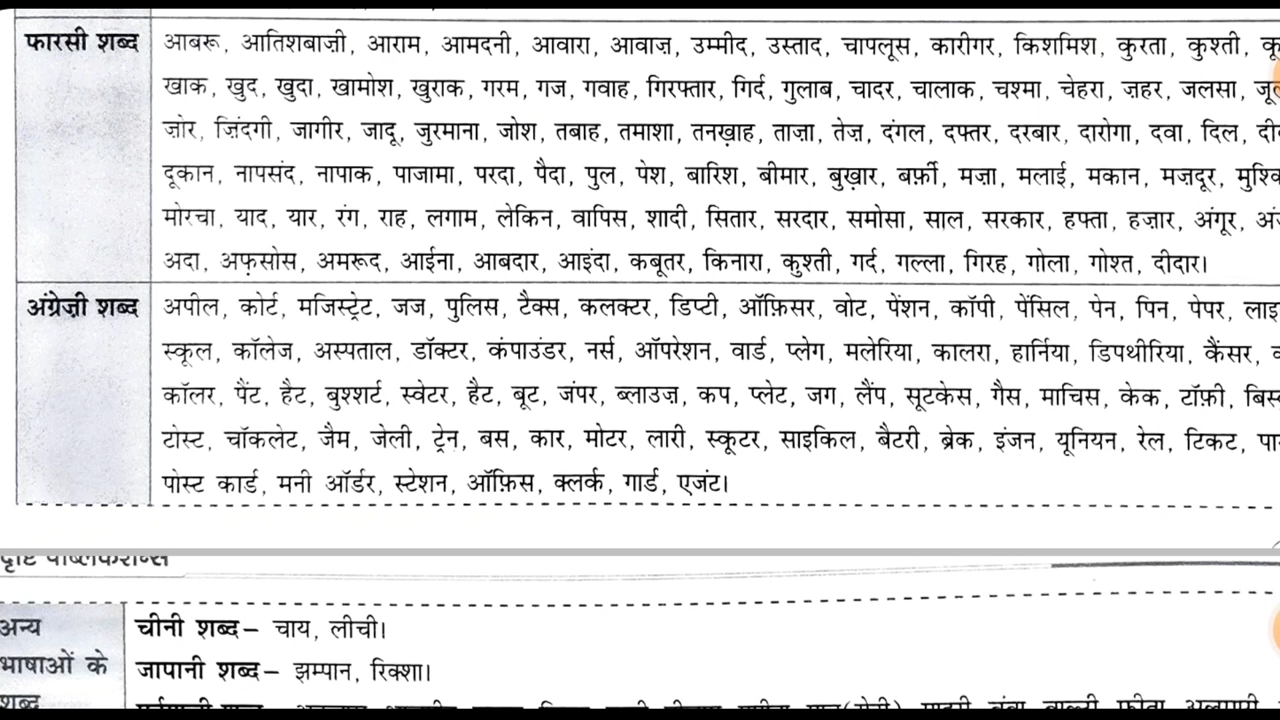 फारसी शब्द
आबरू, आतिशबाज़ी, आराम, आमदनी, आवारा, आवाज़, उम्मीद, उस्ताद, चापलूस, कारीगर, किशमिश, कुरता, कुश्ती,
खाक, खुद, खुदा, खामोश, खुराक, गरम, गज, गवाह, गिरफ्तार, गिर्द, गुलाब, चादर, चालाक, चश्मा, चेहरा, ज़हर, जलसा,
ज़ोर, ज़िंदगी, जागीर, जादू, जुरमाना, जोश, तबाह, तमाशा, तनख़ाह, ताज़ा, तेज़, दंगल, दफ्तर, दरबार, दारोगा, दवा, दिल,
दूकान, नापसंद, नापाक, पाजामा, परदा, पैदा, पुल, पेश, बारिश, बीमार, बुख़ार, बर्फ़ी, मज़ा, मलाई, मकान, मज़दूर,
मोरचा, याद, यार, रंग, राह, लगाम, लेकिन, वापिस, शादी, सितार, सरदार, समोसा, साल, सरकार, हफ्ता, हज़ार, अंगूर,
अदा, अफ़सोस, अमरूद, आईना, आबदार, आइंदा, कबूतर, किनारा, कुश्ती, गर्द, गल्ला, गिरह, गोला, गोश्त, दीदार।
अंग्रेज़ी शब्द
अपील, कोर्ट, मजिस्ट्रेट, जज, पुलिस, टैक्स, कलक्टर, डिप्टी, ऑफ़िसर, वोट, पेंशन, कॉपी, पेंसिल, पेन, पिन, पेपर,
स्कूल, कॉलेज, अस्पताल, डॉक्टर, कंपाउंडर, नर्स, ऑपरेशन, वार्ड, प्लेग, मलेरिया, कालरा, हार्निया, डिपथीरिया, कैंसर,
कॉलर, पैंट, हैट, बुश्शर्ट, स्वेटर, हैट, बूट, जंपर, ब्लाउज़, कप, प्लेट, जग, लैंप, सूटकेस, गैस, माचिस, केक, टॉफ़ी,
टोस्ट, चॉकलेट, जैम, जेली, ट्रेन, बस, कार, मोटर, लारी, स्कूटर, साइकिल, बैटरी, ब्रेक, इंजन, यूनियन, रेल, टिकट,
पोस्ट कार्ड, मनी ऑर्डर, स्टेशन, ऑफ़िस, क्लर्क, गार्ड, एजंट।
अन्य
भाषाओं के
शब्द
चीनी शब्द– चाय, लीची।
जापानी शब्द– झम्पान, रिक्शा।